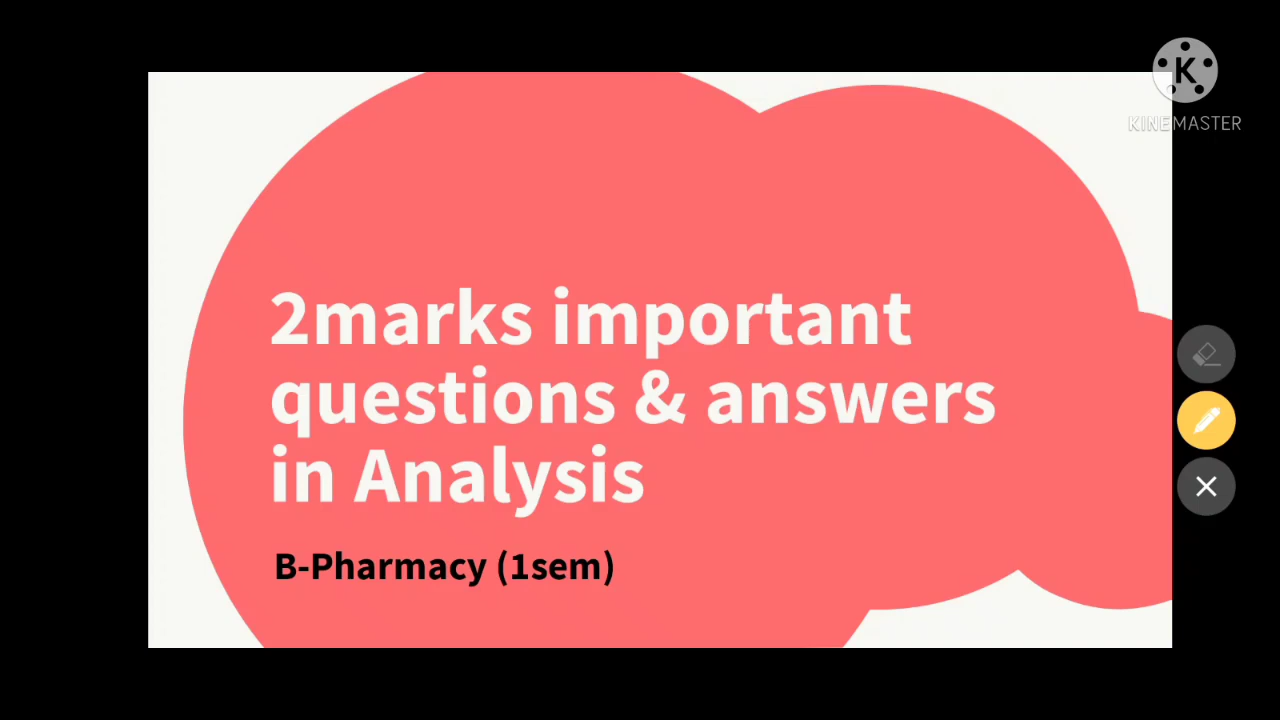 K
KINEMASTER
2marks important
questions & answers
in Analysis
B-Pharmacy (1sem)